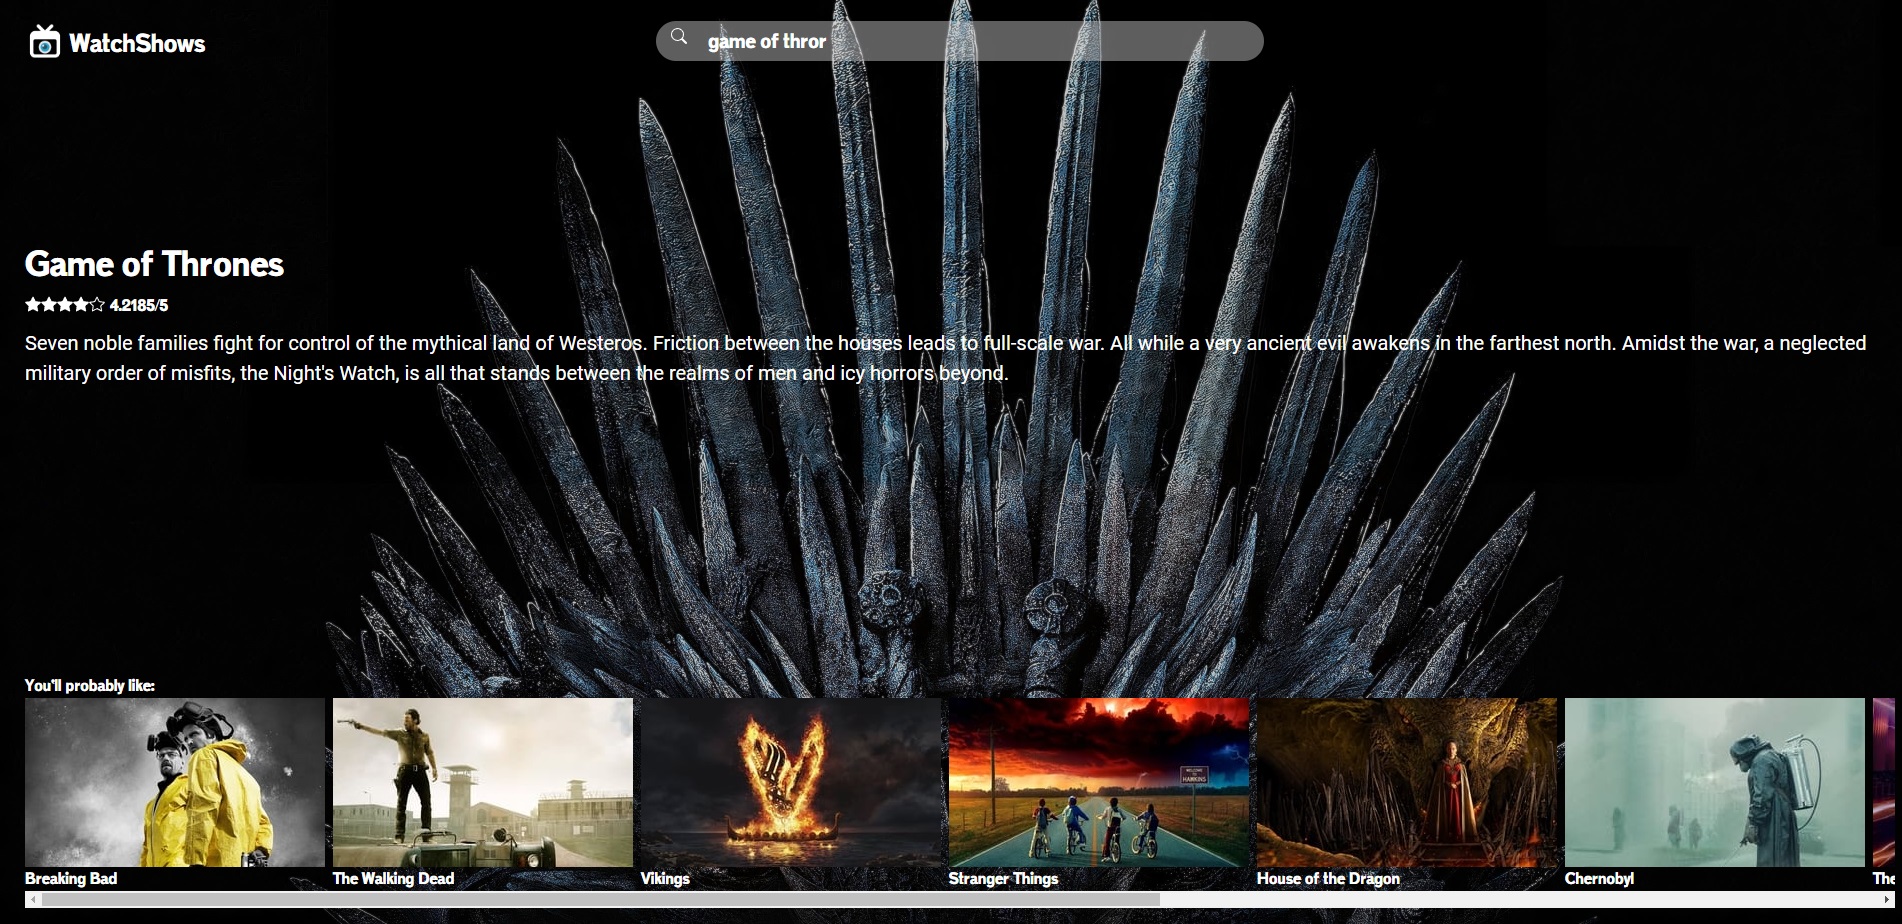 WatchShows
game of thror
Game of Thrones
4.2185/5
Seven noble families fight for control of the mythical land of Westeros. Friction between the houses leads to full-scale war. All while a very ancient evil awakens in the farthest north. Amidst the war, a neglected
military order of misfits, the Night's Watch, is all that stands between the realms of men and icy horrors beyond.
You'll probably like:
WELCOME TO
HAWKINS
Breaking Bad
The Walking Dead
Vikings
Stranger Things
House of the Dragon
Chernobyl
The